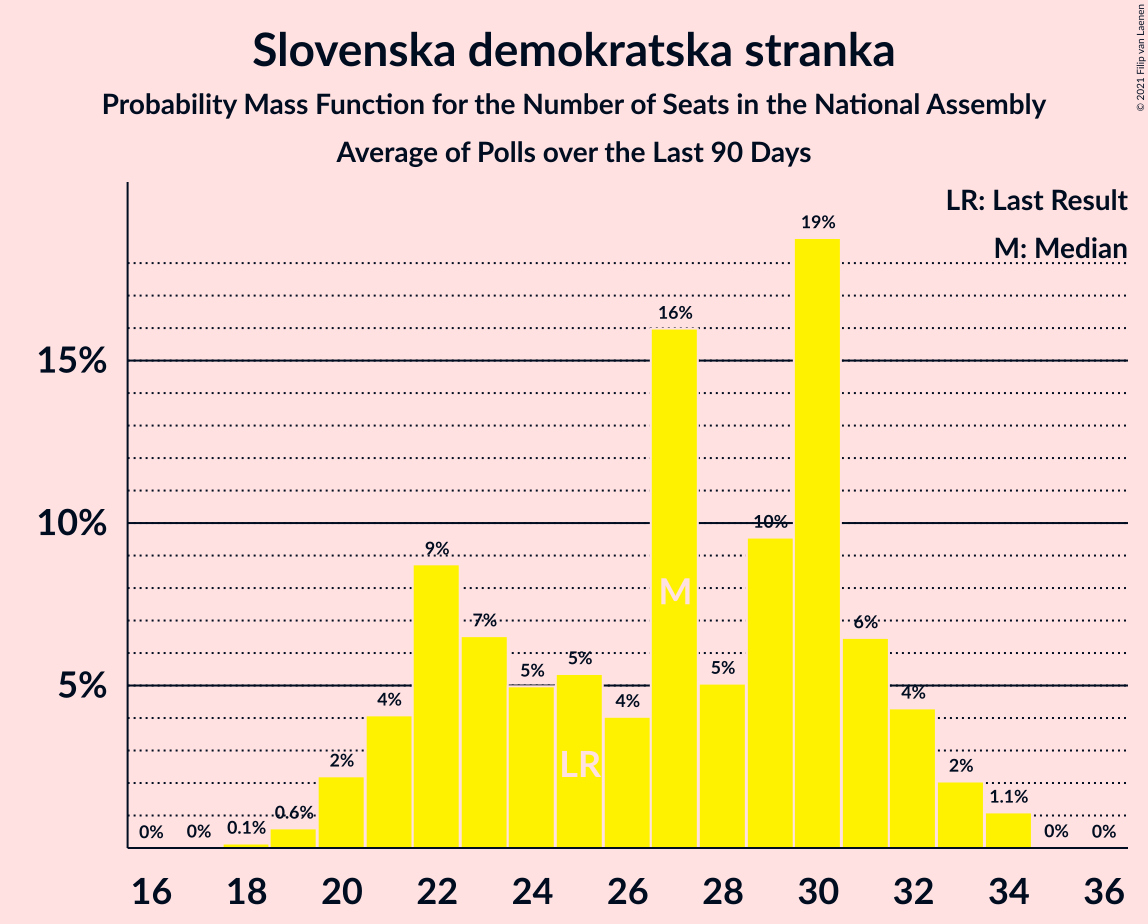 © 2021 Filip van Laenen
Slovenska demokratska stranka
Probability Mass Function for the Number of Seats in the National Assembly
Average of Polls over the Last 90 Days
LR: Last Result
M: Median
15%
10%
5%
0%
0%
0.1%
0.6%
2%
4%
9%
7%
5%
5%
4%
16%
5%
10%
19%
6%
4%
2%
1.1%
0%
0%
M
LR
16 18 20 22 24 26 28 30 32 34 36